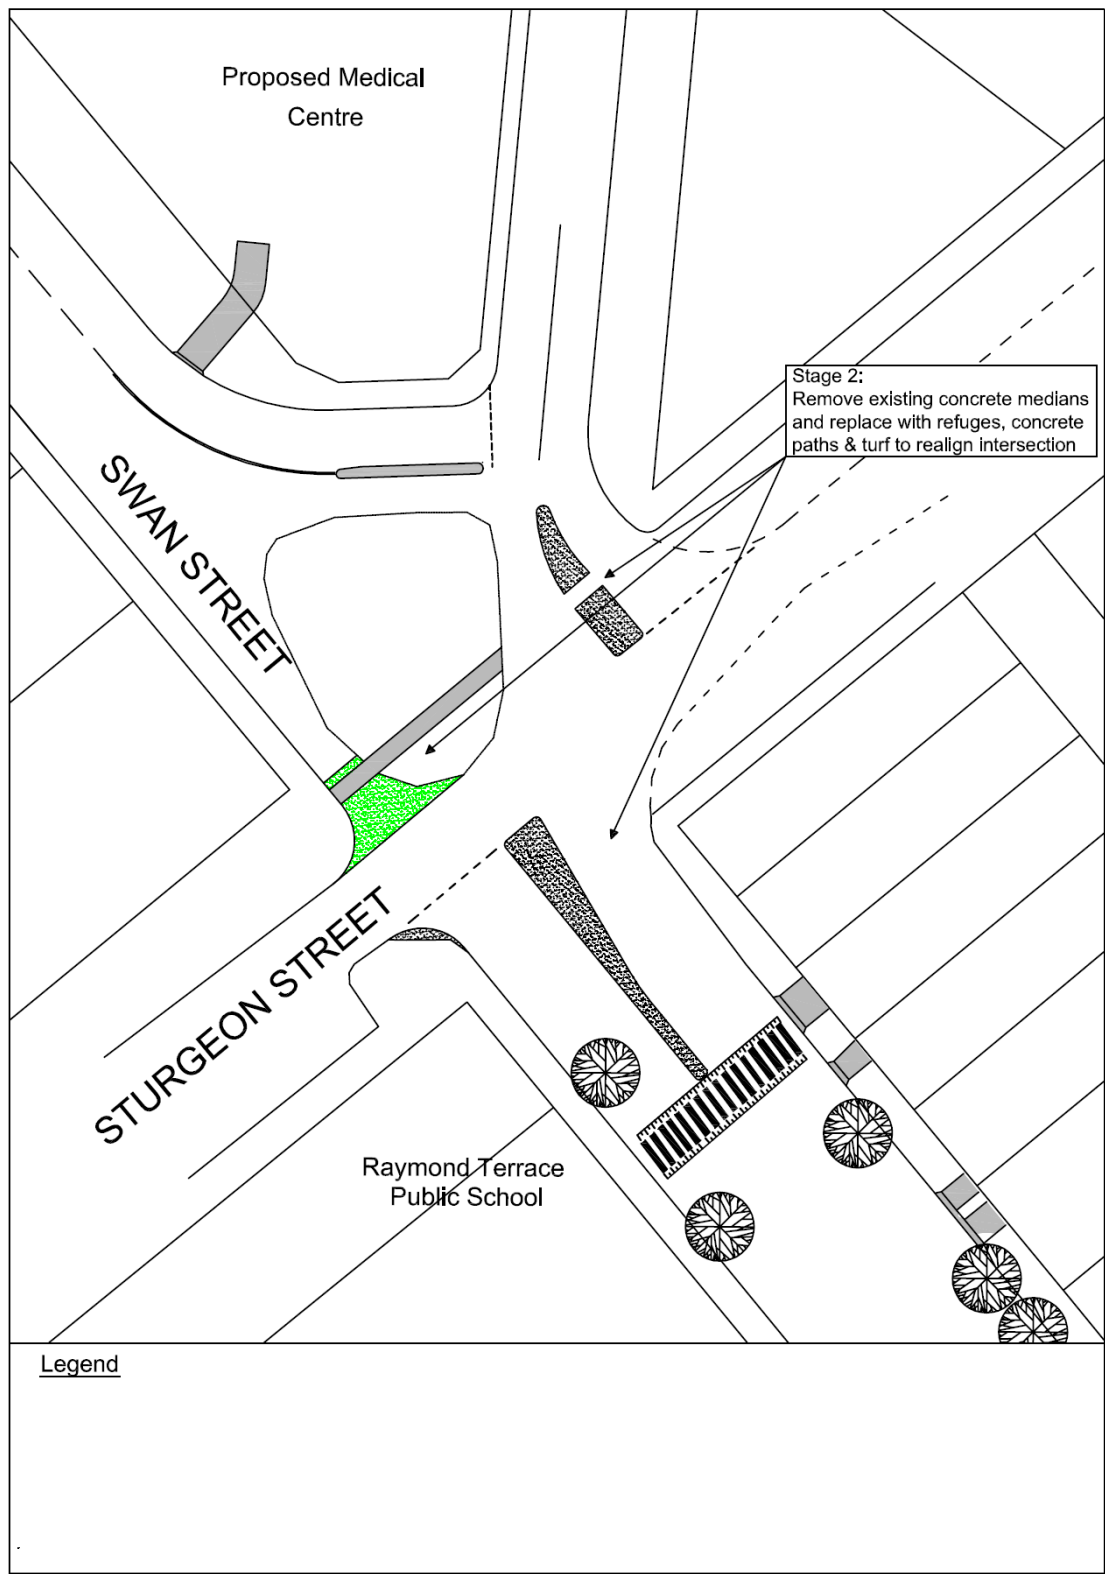 Proposed Medical
Centre
Stage 2:
Remove existing concrete medians
and replace with refuges, concrete
paths & turf to realign intersection
SWAN STREET
STURGEON STREET
Raymond Terrace
Public School
Legend